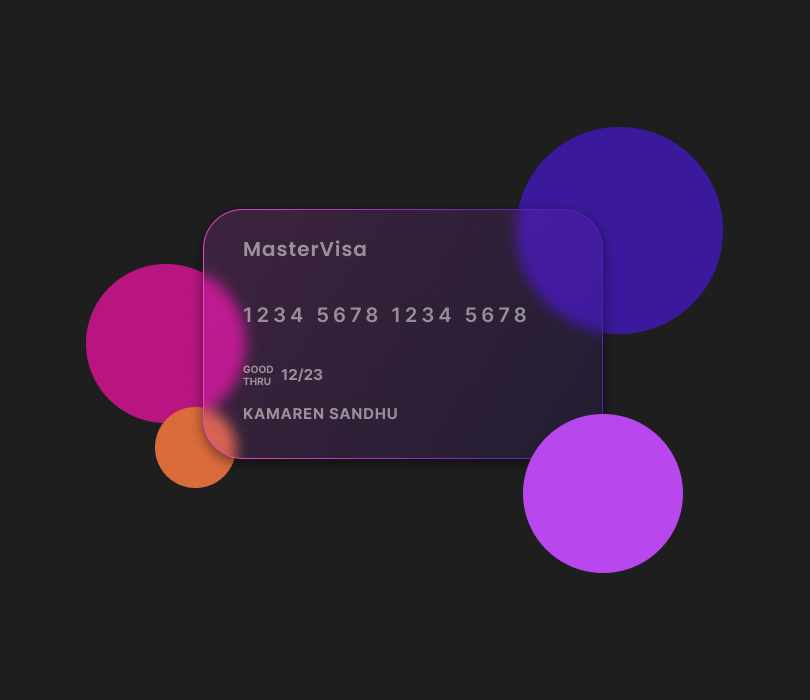 MasterVisa
1234 5678 1234 5678
GOOD
THRU 12/23
KAMAREN SANDHU